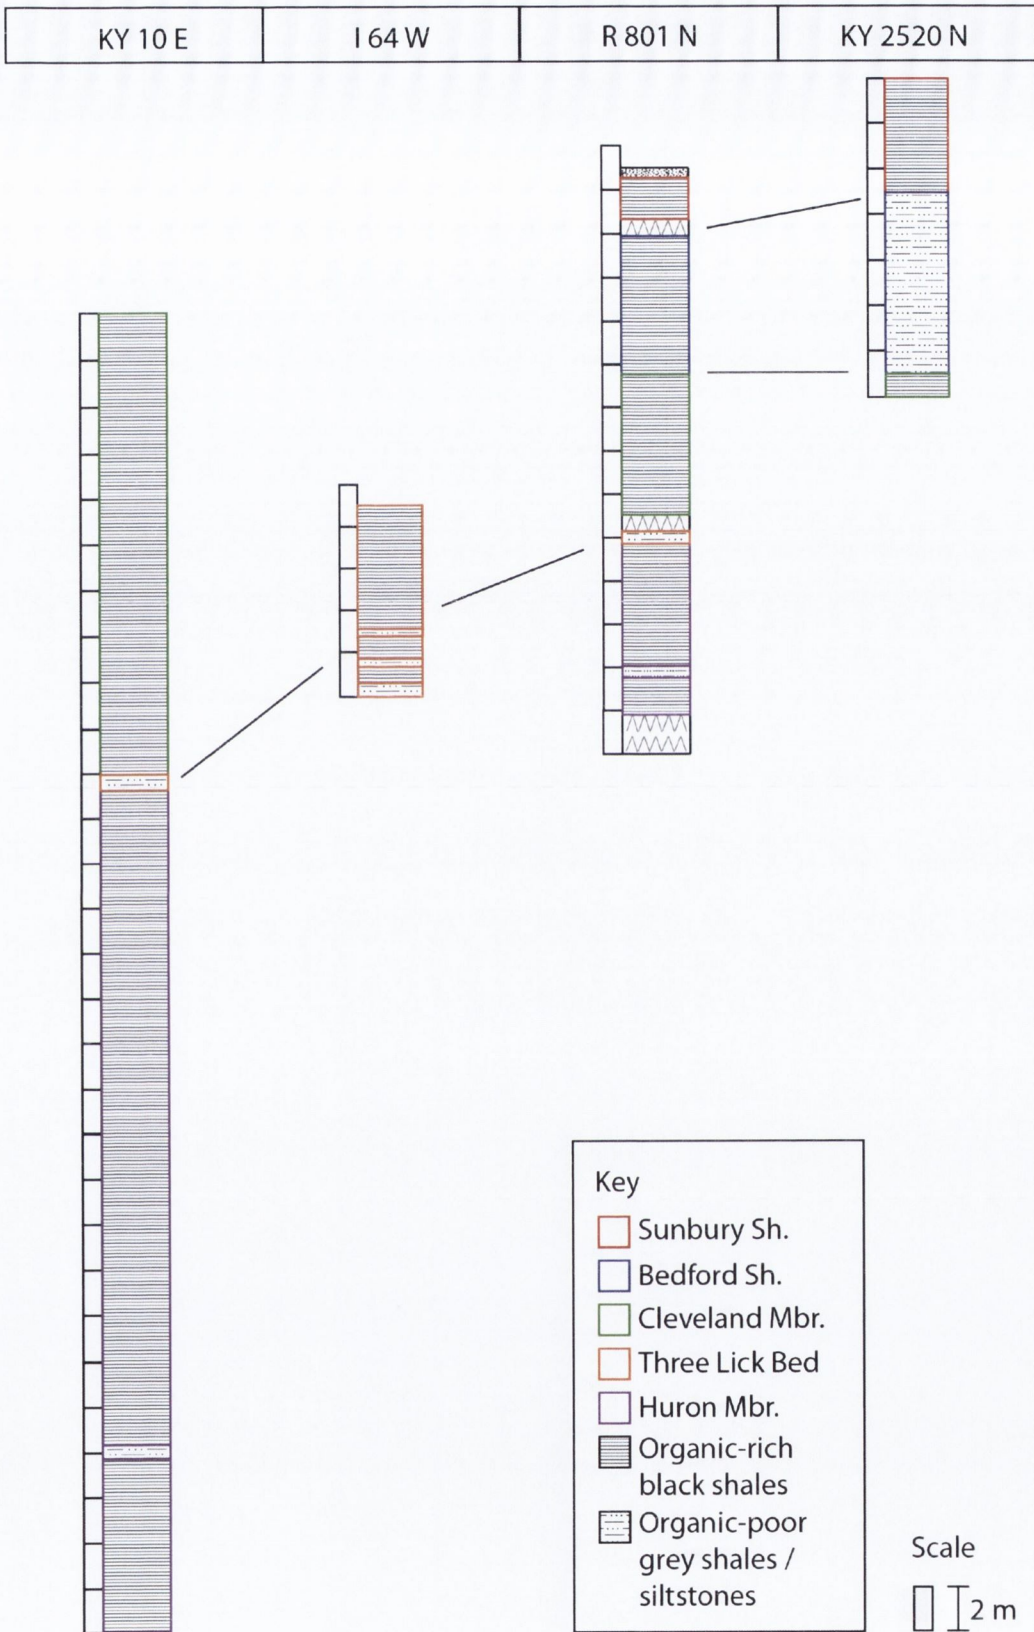 KY 10 E
I 64 W
R 801 N
KY 2520 N
Key
Sunbury Sh.
Bedford Sh.
Cleveland Mbr.
Three Lick Bed
Huron Mbr.
Organic-rich
black shales
Organic-poor
grey shales /
siltstones
Scale
2 m